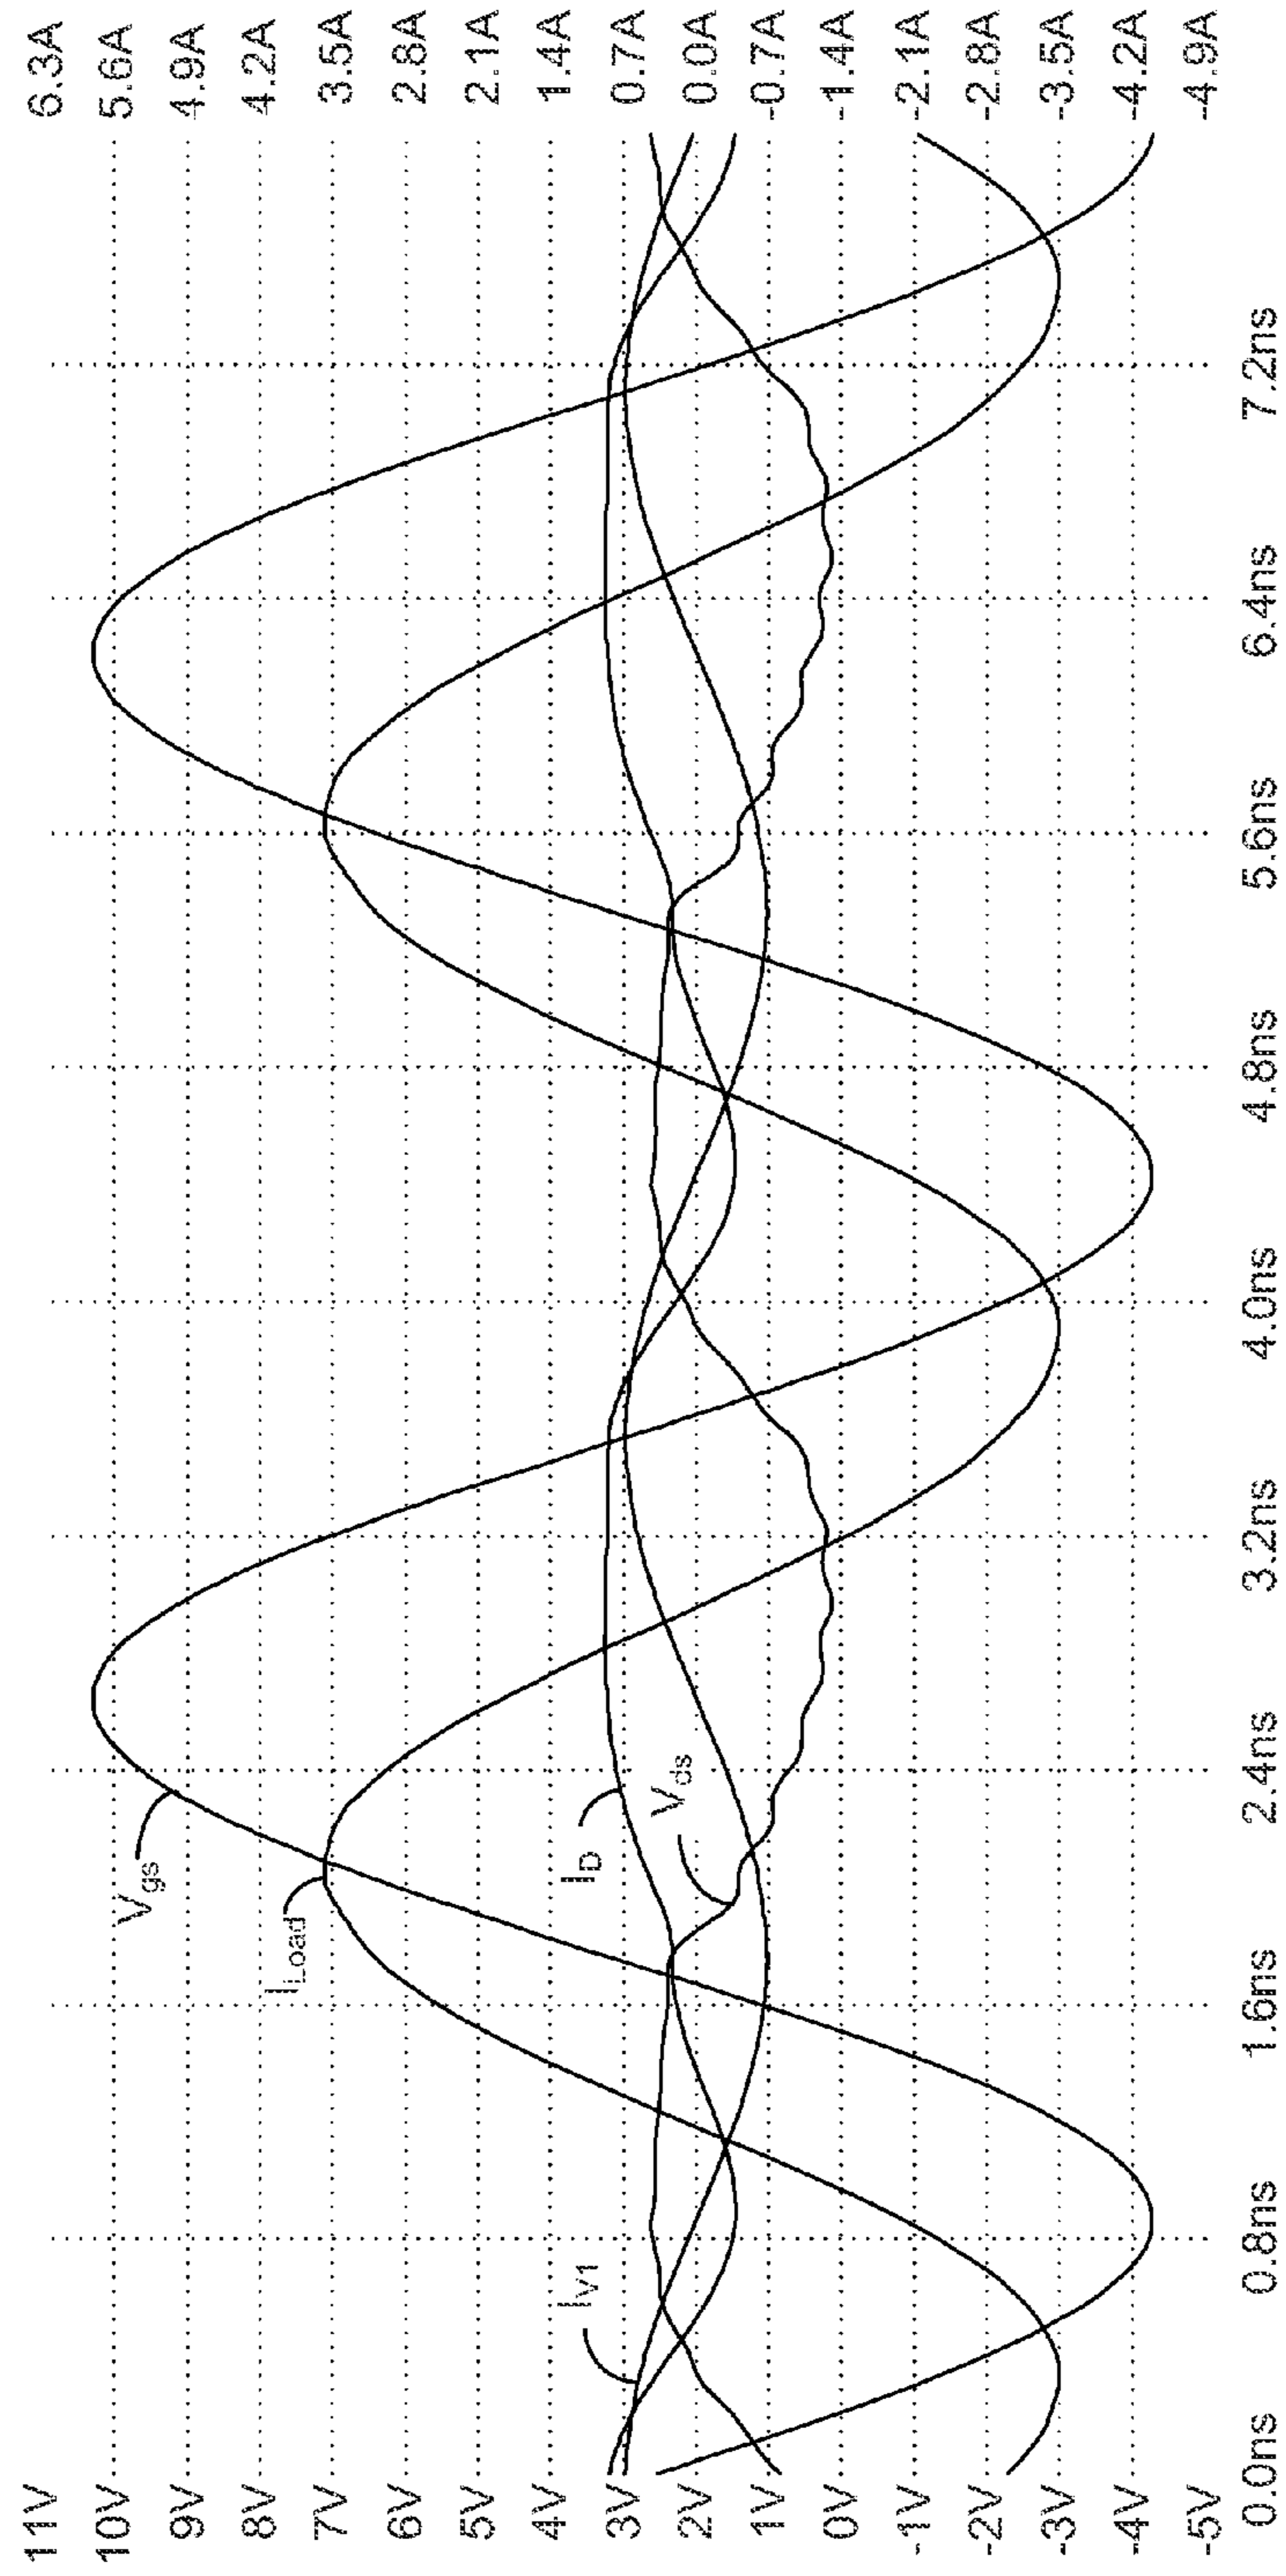 11V
10V
9V
8V
7V
6V
5V
4V
3V
2V
1V
0V
-1V
-2V
-3V
-4V
-5V
6.3A
5.6A
4.9A
4.2A
3.5A
2.8A
2.1A
1.4A
0.7A
0.0A
-0.7A
-1.4A
-2.1A
-2.8A
-3.5A
-4.2A
-4.9A
Vgs
ILoad
ID
Vds
IV1
0.0ns
0.8ns
1.6ns
2.4ns
3.2ns
4.0ns
4.8ns
5.6ns
6.4ns
7.2ns